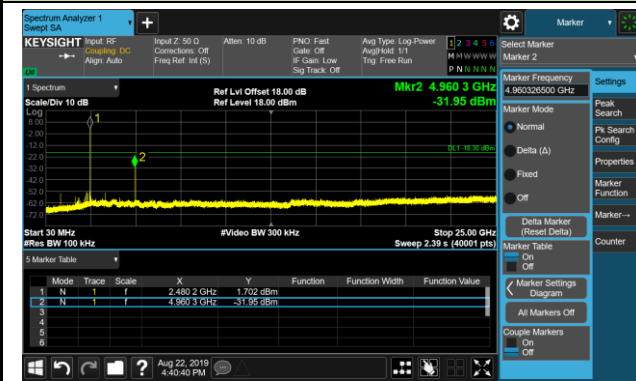 Spectrum Analyzer 1
Swept SA
+
Marker
KEYSIGHT Input: RF Input Z: 50 Ω Atten: 10 dB PNO: Fast Avg Type: Log-Power 1 2 3 4 5 6
Coupling: DC Corrections: Off Gate: Off Avg|Hold: 1/1 M M W W W W
Align: Auto Freq Ref: Int (S) IF Gain: Low Trig: Free Run P N N N N N
Sig Track: Off
Select Marker
Marker 2
1 Spectrum
Scale/Div 10 dB
Ref Lvl Offset 18.00 dB
Ref Level 18.00 dBm
Mkr2 4.960 3 GHz
-31.95 dBm
Log
8.00
-2.00
-12.0
-22.0
-32.0
-42.0
-52.0
-62.0
-72.0
1
2
DL1 -18.30 dBm
Start 30 MHz #Video BW 300 kHz Stop 25.00 GHz
#Res BW 100 kHz Sweep 2.39 s (40001 pts)
5 Marker Table
Mode Trace Scale X Y Function Function Width Function Value
1 N 1 f 2.480 2 GHz 1.702 dBm
2 N 1 f 4.960 3 GHz -31.95 dBm
3
4
5
6
Marker Frequency
4.960326500 GHz
Marker Mode
Normal
Delta (Δ)
Fixed
Off
Delta Marker
(Reset Delta)
Marker Table
On
Off
Marker Settings
Diagram
All Markers Off
Couple Markers
On
Off
Settings
Peak
Search
Pk Search
Config
Properties
Marker
Function
Marker→
Counter
?
Aug 22, 2019
4:40:40 PM